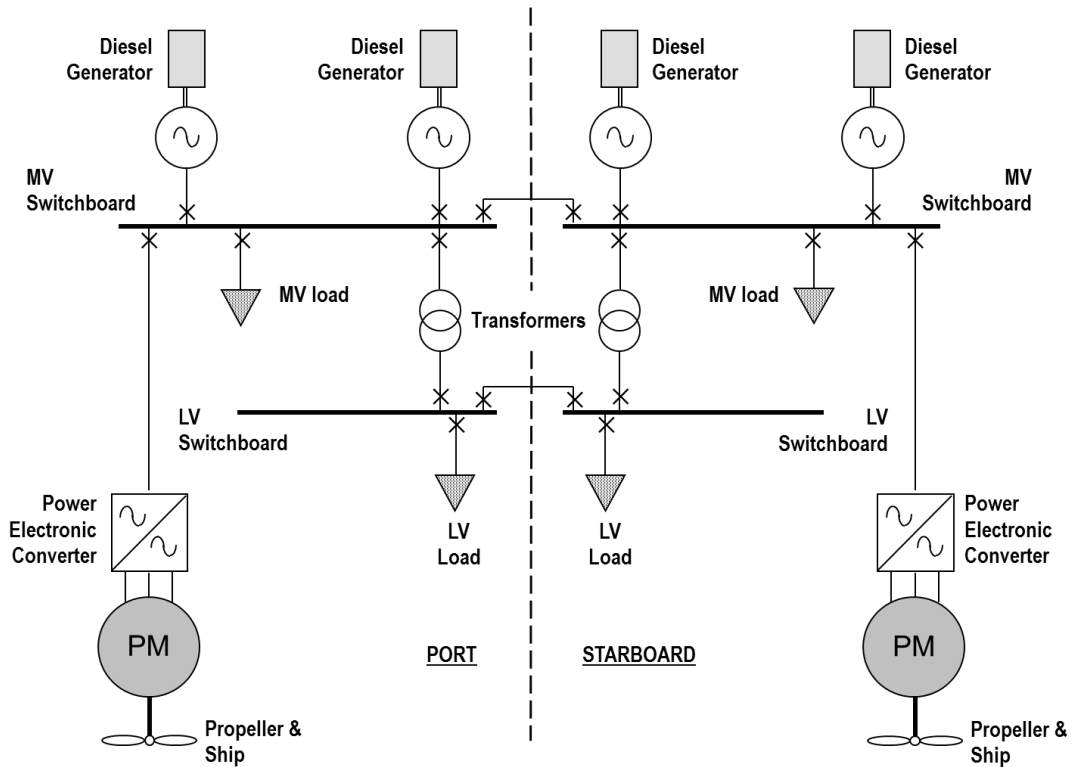 Diesel
Generator
Diesel
Generator
Diesel
Generator
Diesel
Generator
MV
Switchboard
MV
Switchboard
MV load
MV load
Transformers
LV
Switchboard
LV
Switchboard
LV
Load
LV
Load
Power
Electronic
Converter
Power
Electronic
Converter
PM
PM
PORT
STARBOARD
Propeller &
Ship
Propeller &
Ship